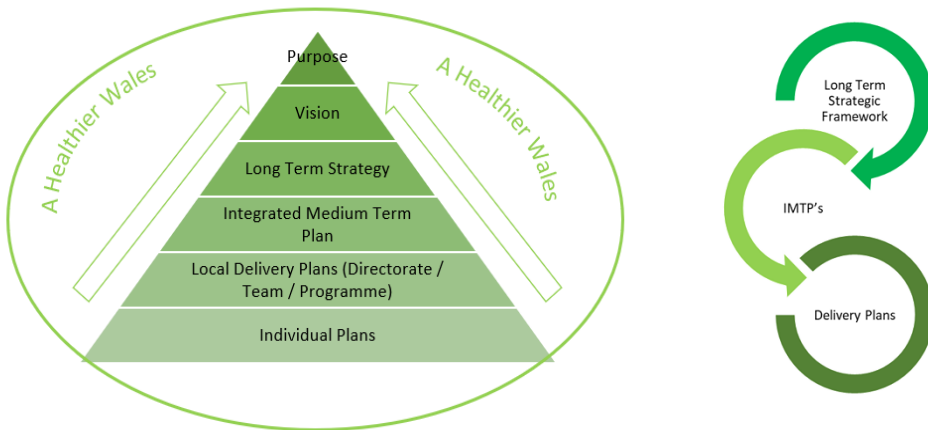 A Healthier Wales
A Healthier Wales
Purpose
Vision
Long Term Strategy
Integrated Medium Term
Plan
Local Delivery Plans (Directorate /
Team / Programme)
Individual Plans
Long Term
Strategic
Framework
IMTP's
Delivery Plans